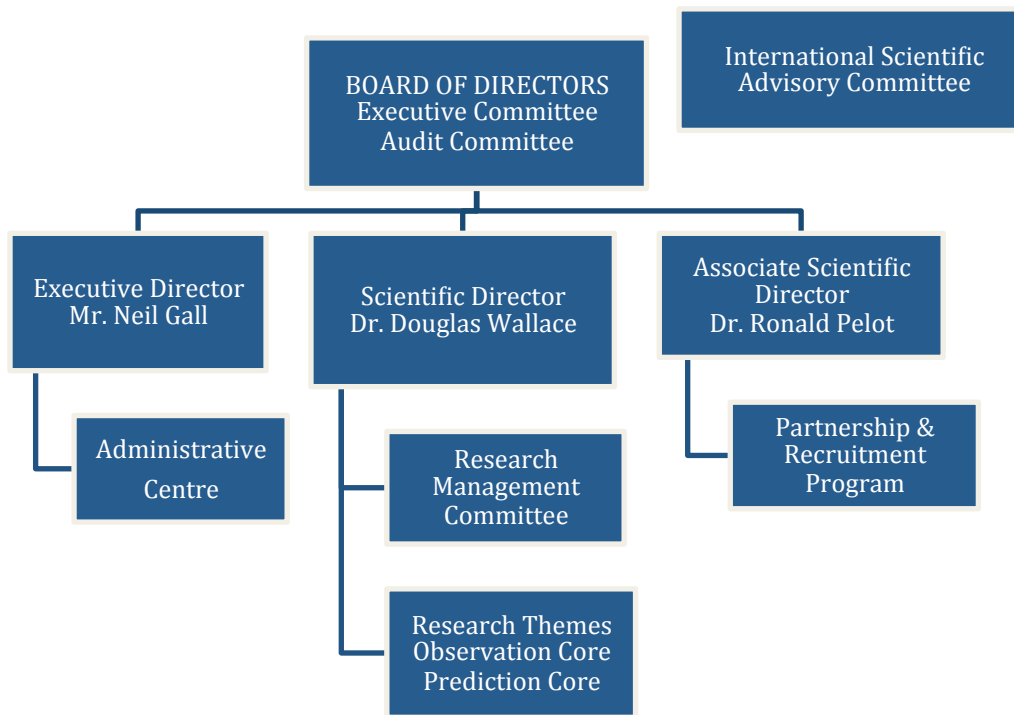 BOARD OF DIRECTORS
Executive Committee
Audit Committee
International Scientific
Advisory Committee
Executive Director
Mr. Neil Gall
Scientific Director
Dr. Douglas Wallace
Associate Scientific
Director
Dr. Ronald Pelot
Administrative
Centre
Research
Management
Committee
Partnership &
Recruitment
Program
Research Themes
Observation Core
Prediction Core